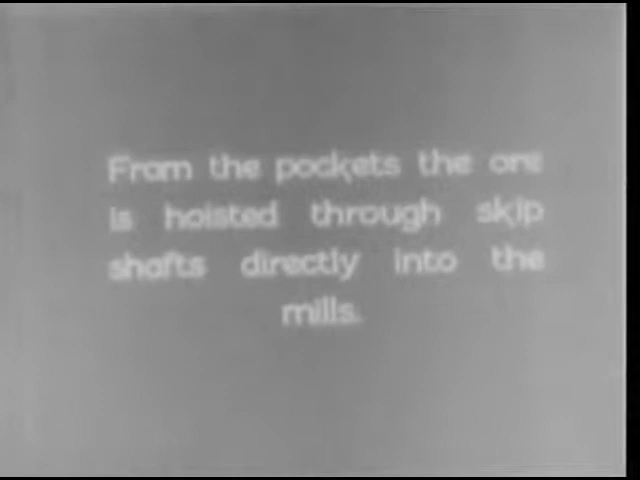 From the pockets the ore
is hoisted through skip
shafts directly into the
mills.